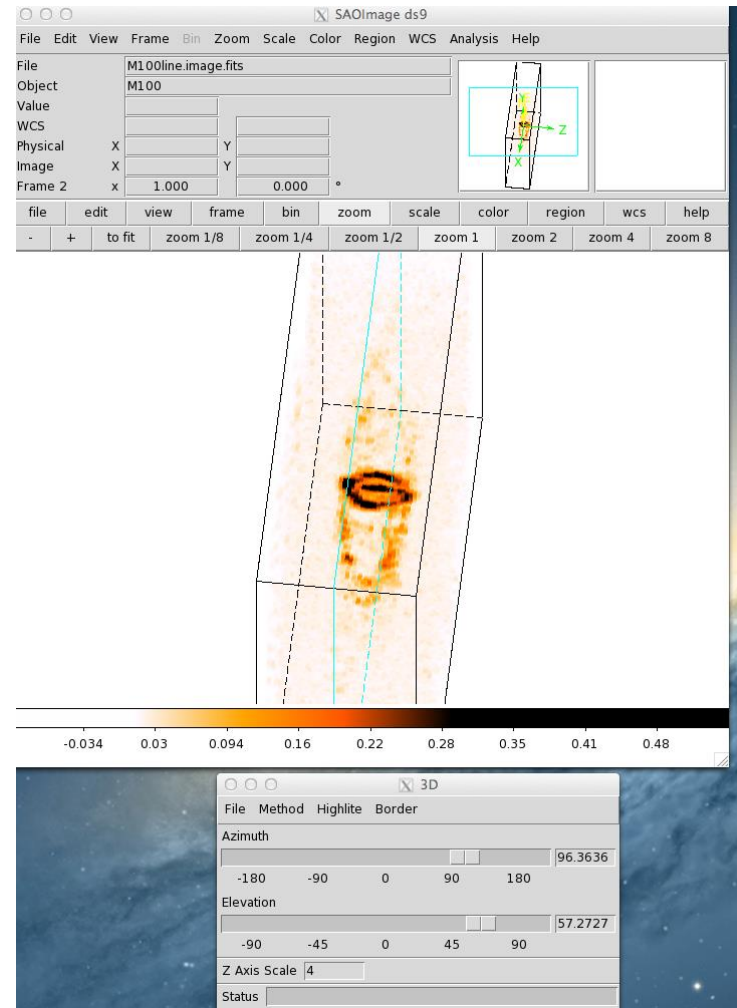 SAOImage ds9
File Edit View Frame Bin Zoom Scale Color Region WCS Analysis Help
File M100line.image.fits
Object M100
Value
WCS
Physical X Y
Image X Y
Frame 2 x 1.000 0.000 °
Y
Z
X
file edit view frame bin zoom scale color region wcs help
- + to fit zoom 1/8 zoom 1/4 zoom 1/2 zoom 1 zoom 2 zoom 4 zoom 8
-0.034 0.03 0.094 0.16 0.22 0.28 0.35 0.41 0.48
3D
File Method Highlite Border
Azimuth
96.3636
-180 -90 0 90 180
Elevation
57.2727
-90 -45 0 45 90
Z Axis Scale 4
Status